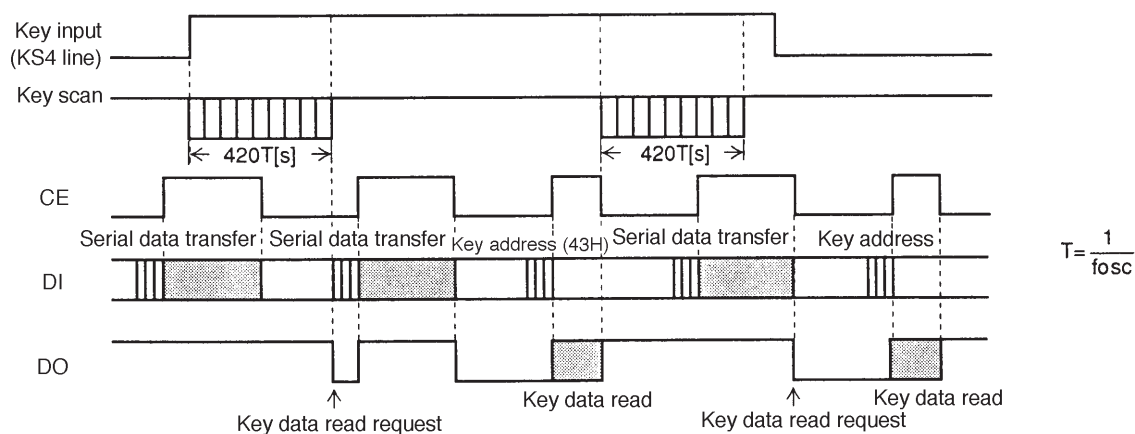 Key input
(KS4 line)
Key scan
420T[s]
420T[s]
CE
Serial data transfer
Serial data transfer
Key address (43H)
Serial data transfer
Key address
T=1/fosc
DI
DO
Key data read
Key data read
Key data read request
Key data read request